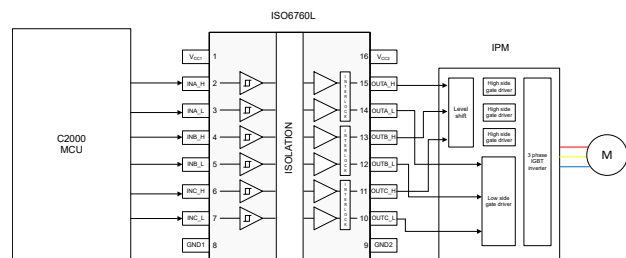 ISO6760L
C2000
MCU
VCC1
1
INA_H
2
INA_L
3
INB_H
4
INB_L
5
INC_H
6
INC_L
7
GND1
8
ISOLATION
INTERLOCK
INTERLOCK
INTERLOCK
16
VCC2
15
OUTA_H
14
OUTA_L
13
OUTB_H
12
OUTB_L
11
OUTC_H
10
OUTC_L
9
GND2
IPM
Level
shift
High side
gate driver
High side
gate driver
High side
gate driver
Low side
gate driver
3 phase
IGBT
inverter
M